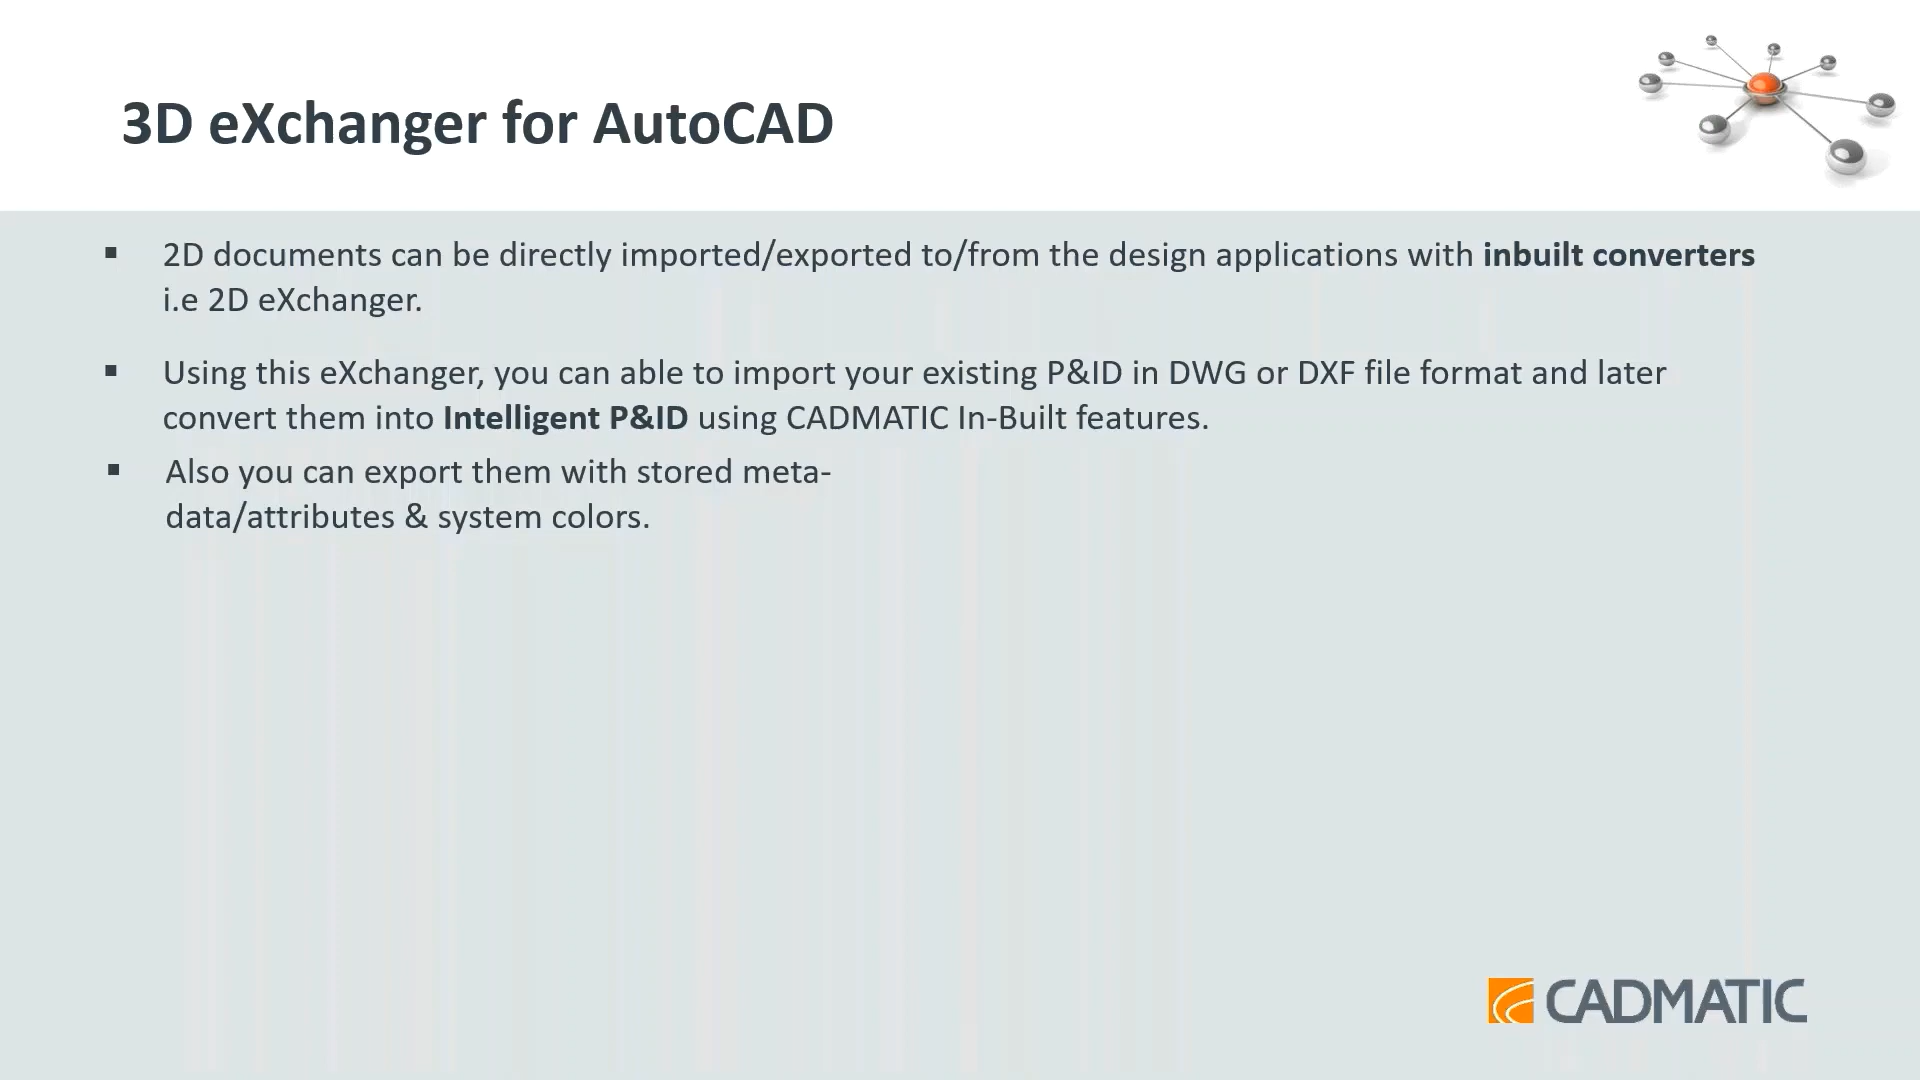 3D eXchanger for AutoCAD
▪ 2D documents can be directly imported/exported to/from the design applications with inbuilt converters
i.e 2D eXchanger.
▪ Using this eXchanger, you can able to import your existing P&ID in DWG or DXF file format and later
convert them into Intelligent P&ID using CADMATIC In-Built features.
▪ Also you can export them with stored meta-
data/attributes & system colors.
CADMATIC